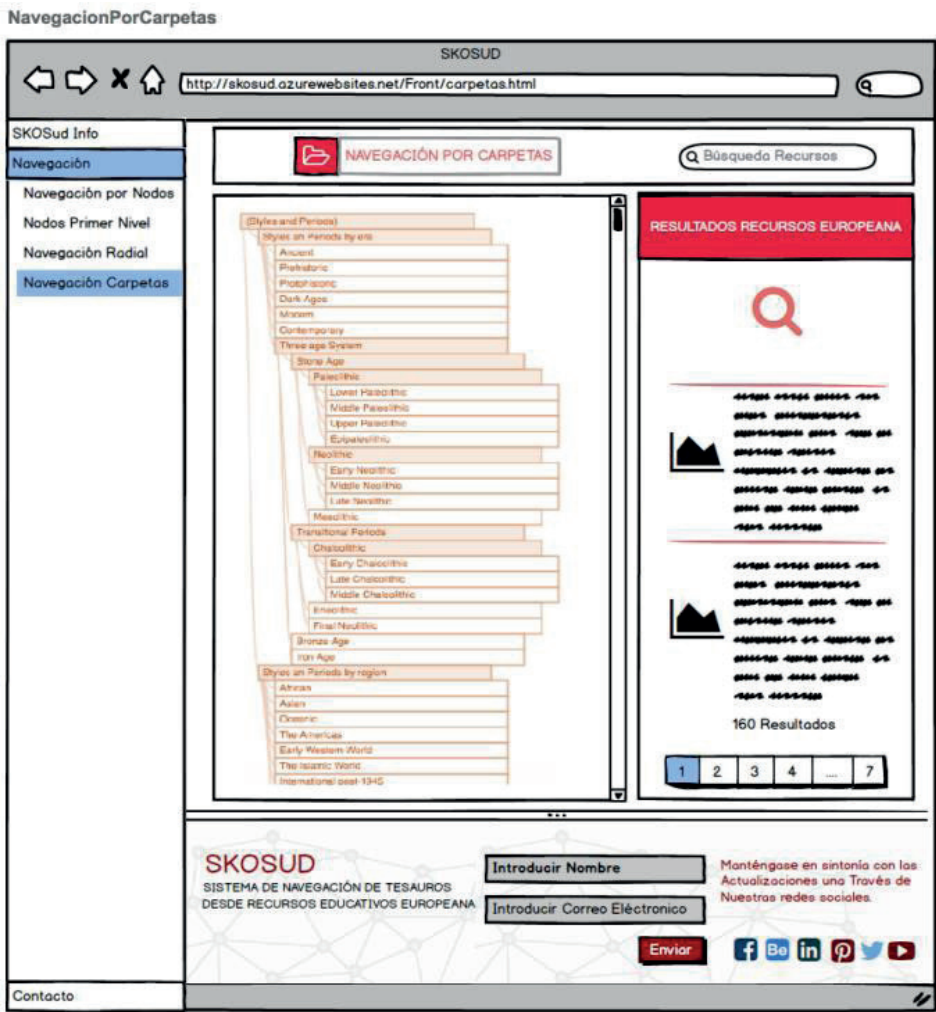 NavegacionPorCarpetas
SKOSUD
http://skosud.azurewebsites.net/Front/carpetas.html
SKOSud Info
Navegación
Navegación por Nodos
Nodos Primer Nivel
Navegación Radial
Navegación Carpetas
Contacto
NAVEGACIÓN POR CARPETAS
Búsqueda Recursos
(Styles and Periods)
Styles an Periods by era
Ancient
Prehistoric
Protohistoric
Dark Ages
Modern
Contemporary
Three age System
Stone Age
Paleolithic
Lower Paleolithic
Middle Paleolithic
Upper Paleolithic
Epipaleolithic
Neolithic
Early Neolithic
Middle Neolithic
Late Neolithic
Mesolithic
Transitional Periods
Chalcolithic
Early Chalcolithic
Late Chalcolithic
Middle Chalcolithic
Eneolithic
Final Neolithic
Bronze Age
Iron Age
Styles an Periods by region
African
Asian
Oceanic
The Americas
Early Western World
The Islamic World
International post-1945
RESULTADOS RECURSOS EUROPEANA
160 Resultados
1 2 3 4 .... 7
SKOSUD
SISTEMA DE NAVEGACIÓN DE TESAUROS
DESDE RECURSOS EDUCATIVOS EUROPEANA
Introducir Nombre
Introducir Correo Eléctronico
Enviar
Manténgase en sintonía con las
Actualizaciones una Través de
Nuestras redes sociales.